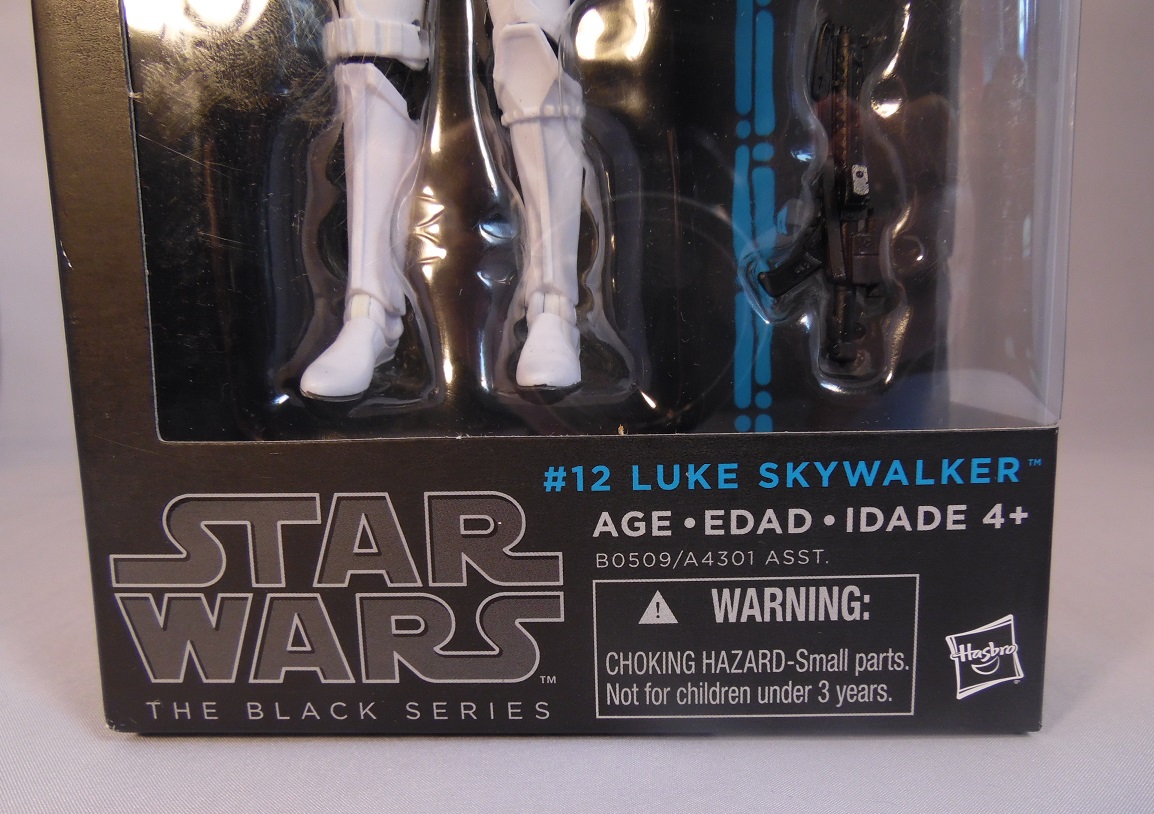 #12 LUKE SKYWALKER™
AGE • EDAD • IDADE 4+
B0509/A4301 ASST.
STAR
WARS™
THE BLACK SERIES
WARNING:
CHOKING HAZARD-Small parts.
Not for children under 3 years.
Hasbro®